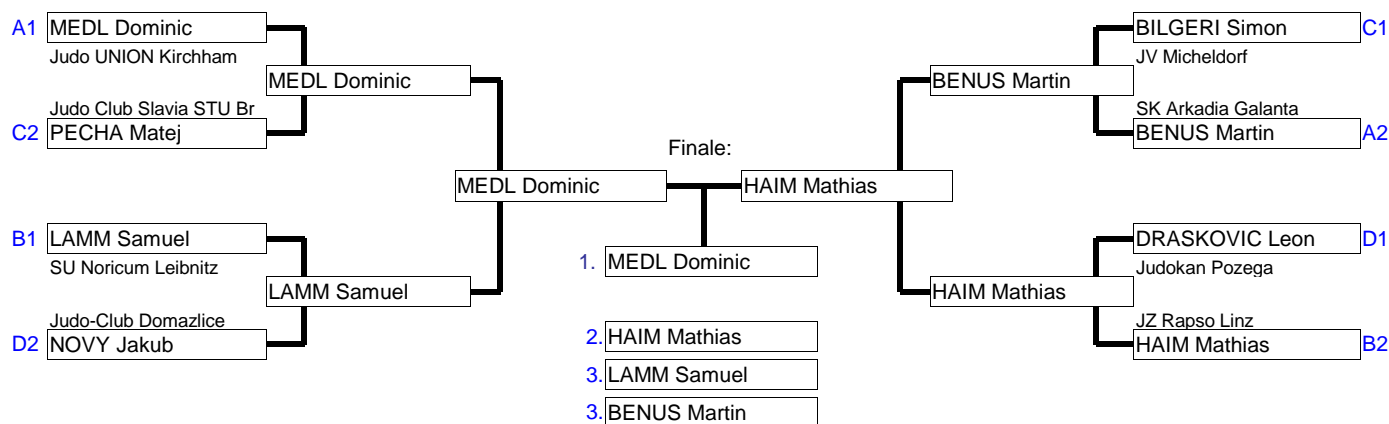 A1 MEDL Dominic
Judo UNION Kirchham
MEDL Dominic
Judo Club Slavia STU Br
C2 PECHA Matej
MEDL Dominic
B1 LAMM Samuel
SU Noricum Leibnitz
LAMM Samuel
Judo-Club Domazlice
D2 NOVY Jakub
Finale:
1. MEDL Dominic
2. HAIM Mathias
3. LAMM Samuel
3. BENUS Martin
BILGERI Simon C1
JV Micheldorf
BENUS Martin
SK Arkadia Galanta
BENUS Martin A2
HAIM Mathias
DRASKOVIC Leon D1
Judokan Pozega
HAIM Mathias
JZ Rapso Linz
HAIM Mathias B2